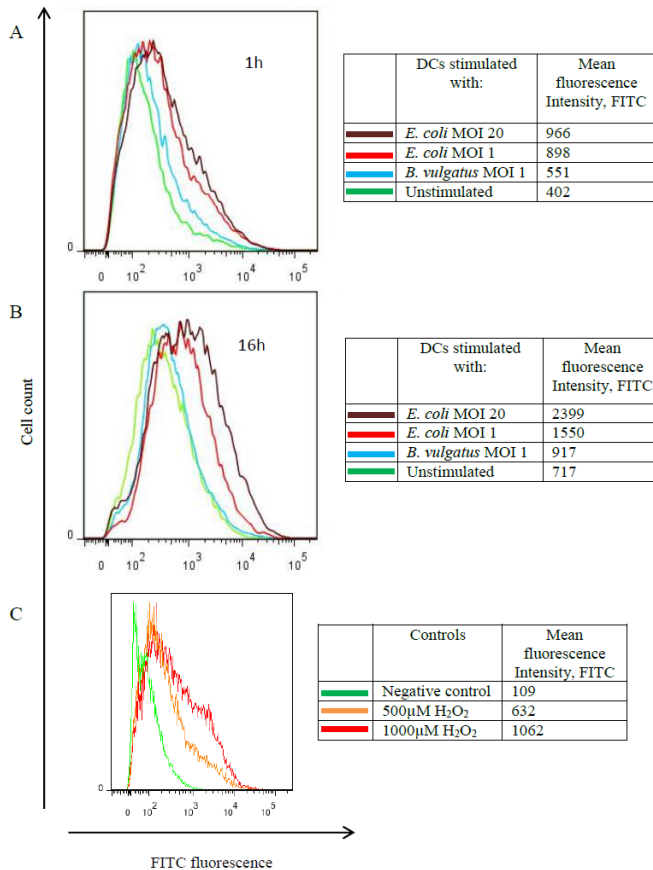 A
1h
0
0 10² 10³ 10⁴ 10⁵
DCs stimulated with: Mean fluorescence Intensity, FITC
E. coli MOI 20 966
E. coli MOI 1 898
B. vulgatus MOI 1 551
Unstimulated 402
B
16h
0
0 10² 10³ 10⁴ 10⁵
DCs stimulated with: Mean fluorescence Intensity, FITC
E. coli MOI 20 2399
E. coli MOI 1 1550
B. vulgatus MOI 1 917
Unstimulated 717
Cell count
C
0
0 10² 10³ 10⁴ 10⁵
Controls Mean fluorescence Intensity, FITC
Negative control 109
500µM H₂O₂ 632
1000µM H₂O₂ 1062
FITC fluorescence